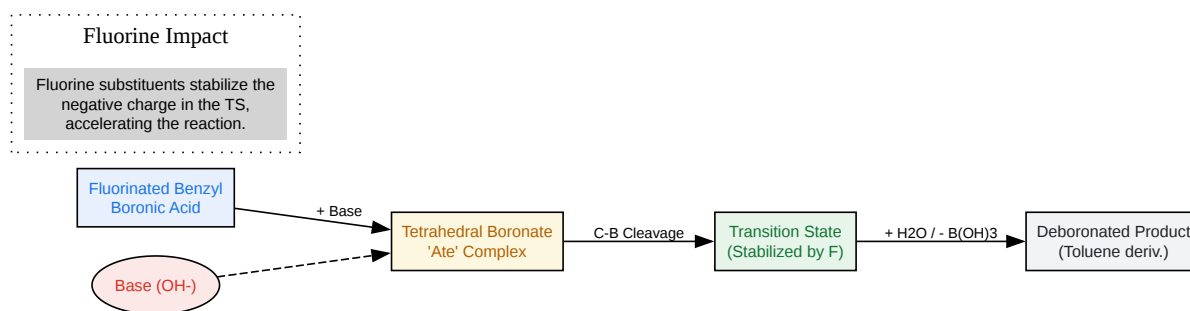 Fluorine Impact
Fluorine substituents stabilize the
negative charge in the TS,
accelerating the reaction.
Fluorinated Benzyl
Boronic Acid
+ Base
Base (OH-)
Tetrahedral Boronate
'Ate' Complex
C-B Cleavage
Transition State
(Stabilized by F)
+ H2O / - B(OH)3
Deboronated Product
(Toluene deriv.)